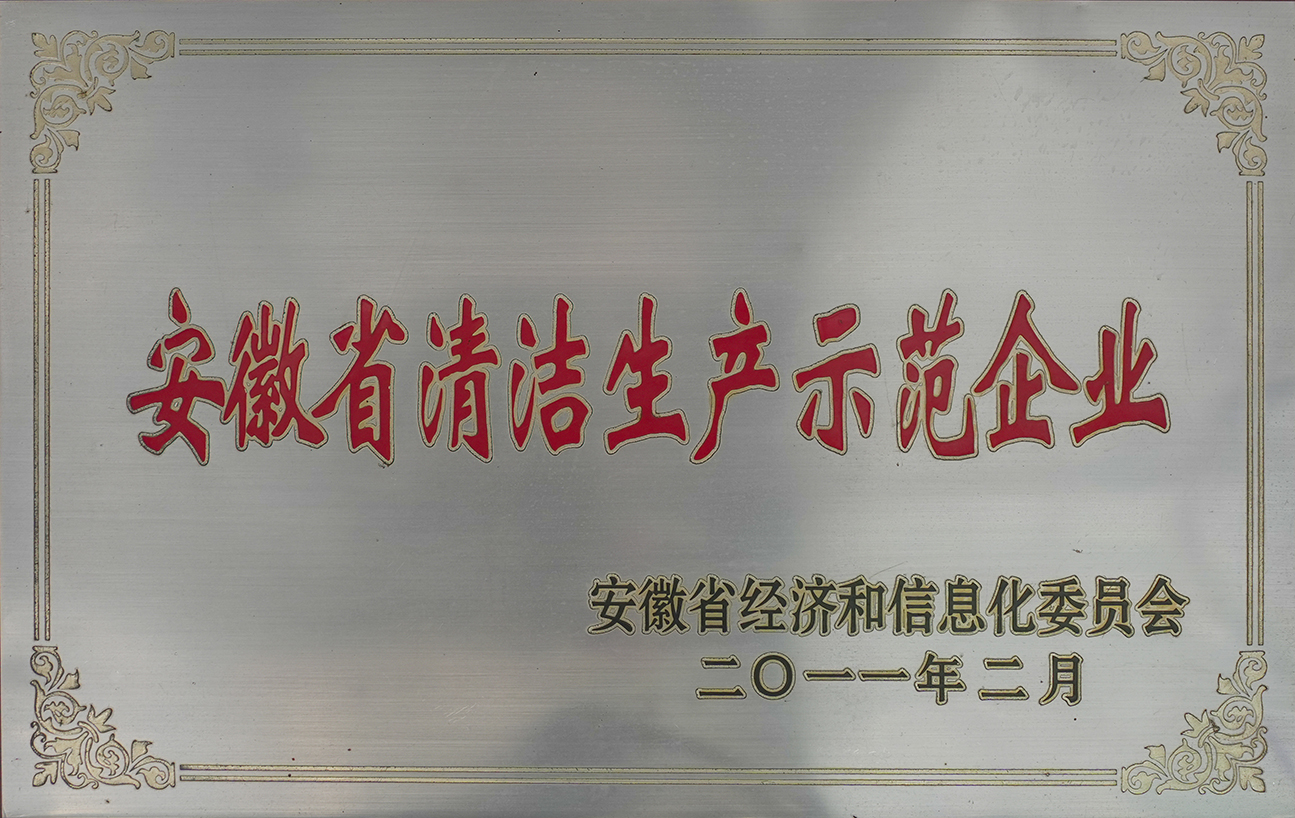 安徽省清洁生产示范企业
安徽省经济和信息化委员会
二〇一一年二月